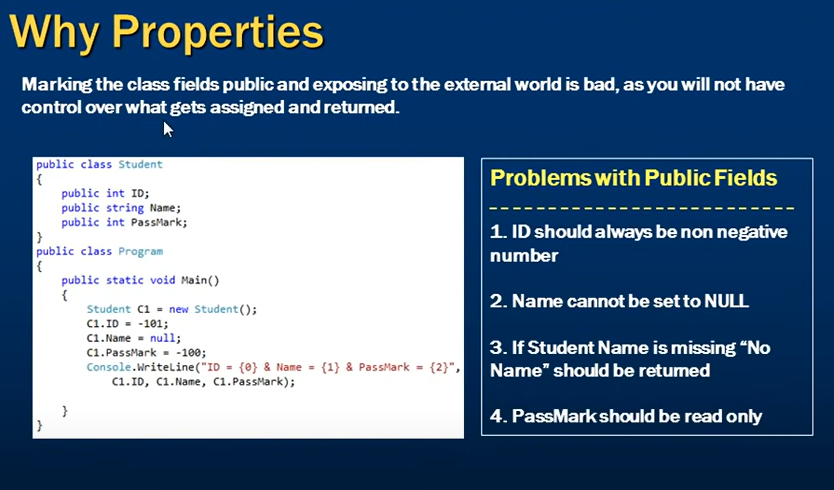 Why Properties
Marking the class fields public and exposing to the external world is bad, as you will not have
control over what gets assigned and returned.
public class Student
{
    public int ID;
    public string Name;
    public int PassMark;
}
public class Program
{
    public static void Main()
    {
        Student C1 = new Student();
        C1.ID = -101;
        C1.Name = null;
        C1.PassMark = -100;
        Console.WriteLine("ID = {0} & Name = {1} & PassMark = {2}",
            C1.ID, C1.Name, C1.PassMark);
    }
}
Problems with Public Fields
1. ID should always be non negative
number
2. Name cannot be set to NULL
3. If Student Name is missing “No
Name” should be returned
4. PassMark should be read only